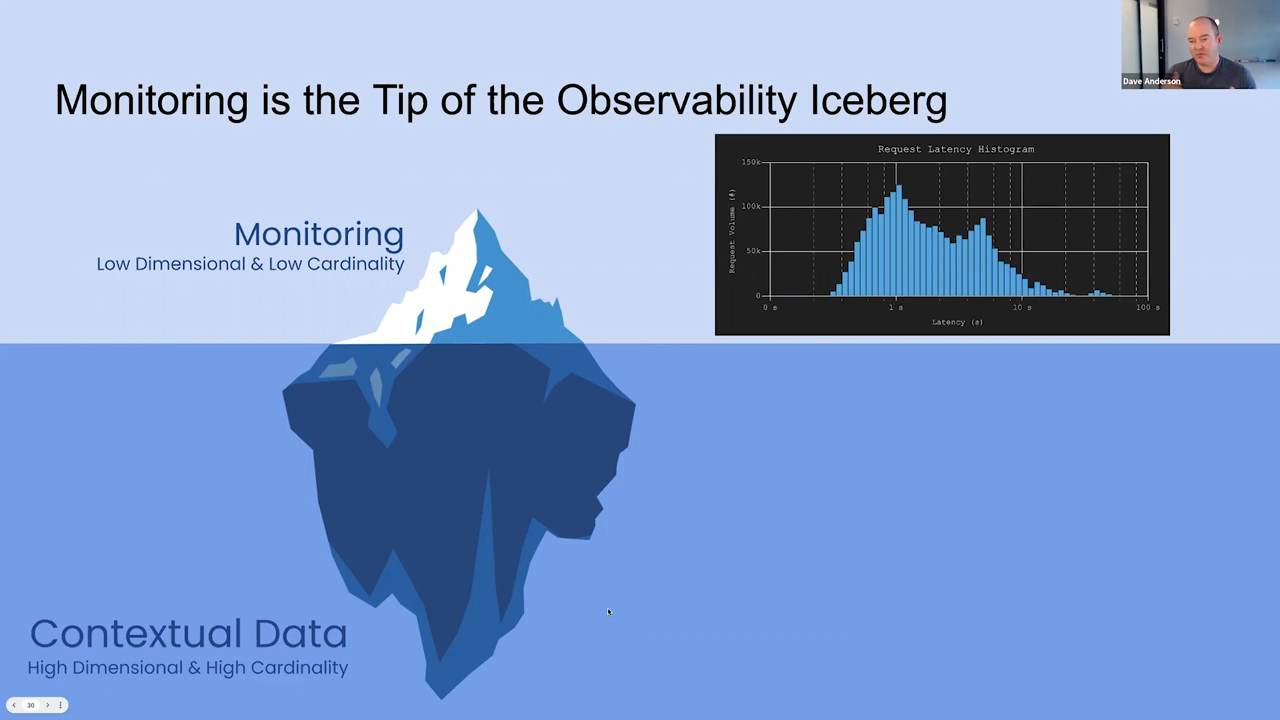 Dave Anderson
Monitoring is the Tip of the Observability Iceberg
Request Latency Histogram
150k
100k
50k
0
Request Volume (#)
0 s
1 s
10 s
100 s
Latency (s)
Monitoring
Low Dimensional & Low Cardinality
Contextual Data
High Dimensional & High Cardinality
30